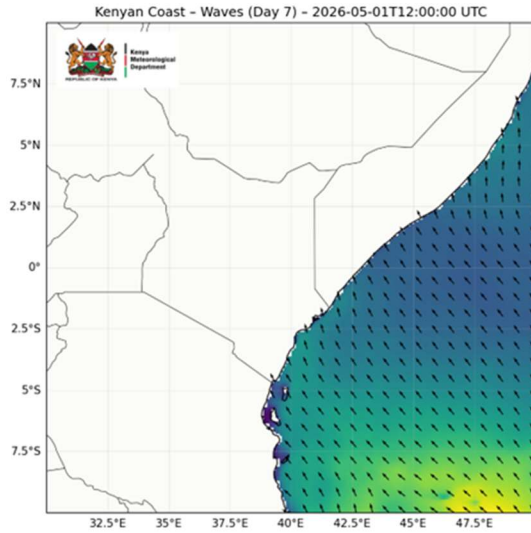 Kenyan Coast – Waves (Day 7) – 2026-05-01T12:00:00 UTC
Kenya
Meteorological
Department
REPUBLIC OF KENYA
7.5°N
5°N
2.5°N
0°
2.5°S
5°S
7.5°S
32.5°E 35°E 37.5°E 40°E 42.5°E 45°E 47.5°E